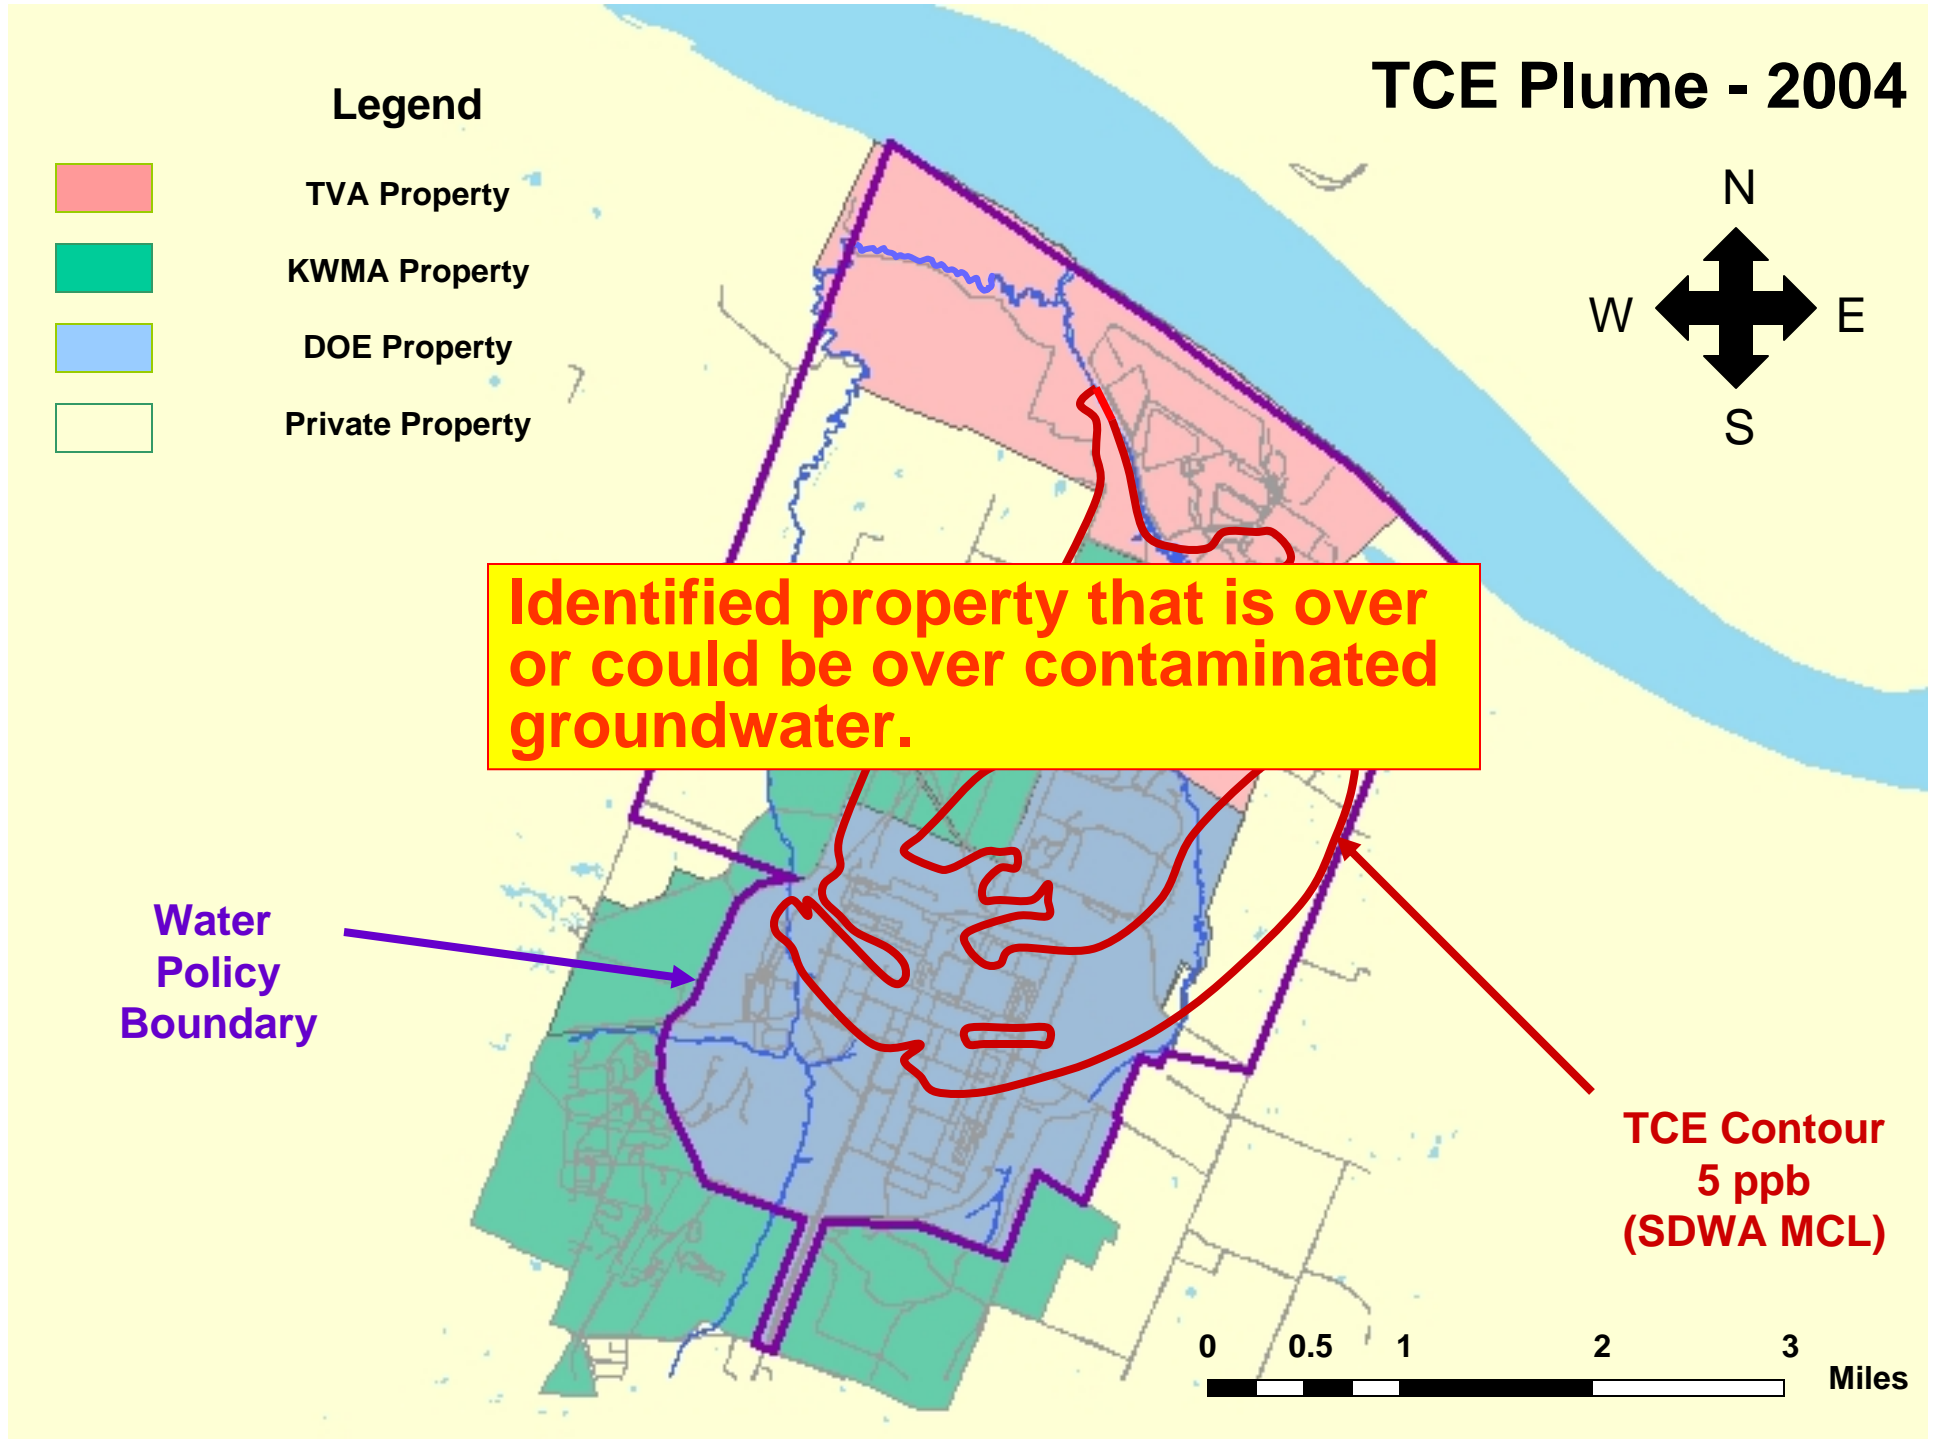 TCE Plume - 2004
Legend
TVA Property
KWMA Property
DOE Property
Private Property
N
W
E
S
Identified property that is over
or could be over contaminated
groundwater.
Water
Policy
Boundary
TCE Contour
5 ppb
(SDWA MCL)
0 0.5 1 2 3
Miles